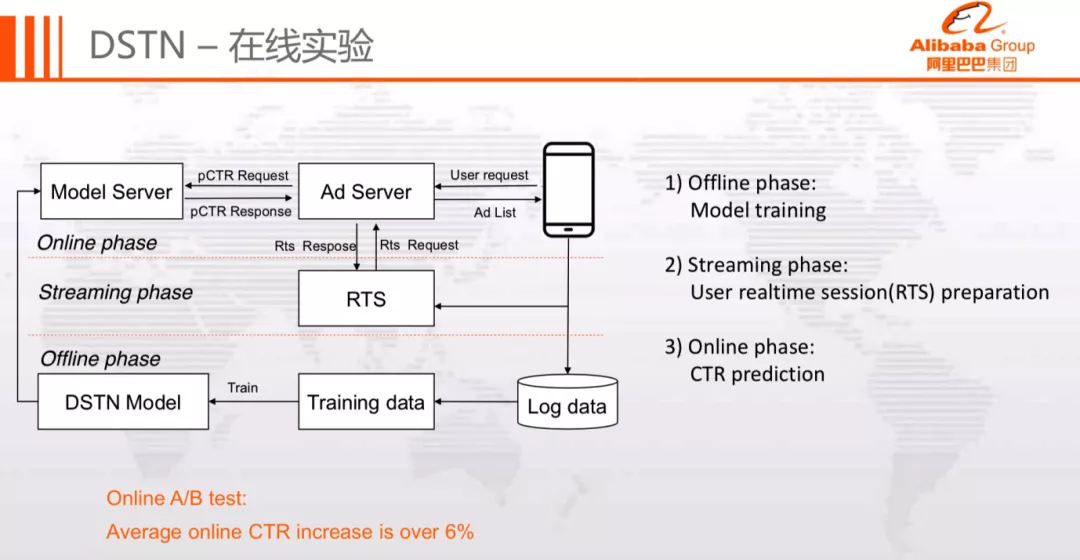 DSTN – 在线实验
Alibaba Group
阿里巴巴集团
Model Server
pCTR Request
pCTR Response
Ad Server
User request
Ad List
Online phase
Rts Respose
Rts Request
Streaming phase
RTS
Offline phase
DSTN Model
Train
Training data
Log data
1) Offline phase:
Model training
2) Streaming phase:
User realtime session(RTS) preparation
3) Online phase:
CTR prediction
Online A/B test:
Average online CTR increase is over 6%